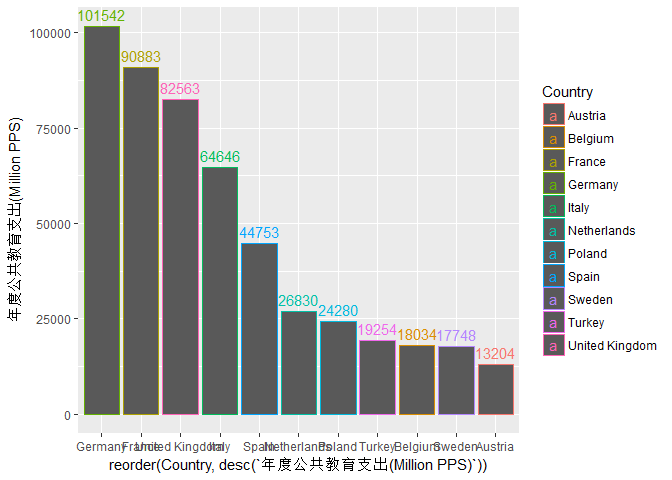 101542
90883
82563
64646
44753
26830
24280
19254
18034
17748
13204
100000
75000
50000
25000
0
年度公共教育支出(Million PPS)
Germany France United Kingdom Italy Spain Netherlands Poland Turkey Belgium Sweden Austria
reorder(Country, desc(`年度公共教育支出(Million PPS)`))
Country
a Austria
a Belgium
a France
a Germany
a Italy
a Netherlands
a Poland
a Spain
a Sweden
a Turkey
a United Kingdom